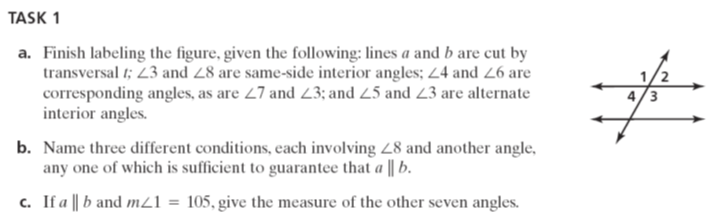 TASK 1
a. Finish labeling the figure, given the following: lines a and b are cut by
transversal t; ∠3 and ∠8 are same-side interior angles; ∠4 and ∠6 are
corresponding angles, as are ∠7 and ∠3; and ∠5 and ∠3 are alternate
interior angles.
b. Name three different conditions, each involving ∠8 and another angle,
any one of which is sufficient to guarantee that a ∥ b.
c. If a ∥ b and m∠1 = 105, give the measure of the other seven angles.
1 2
4 3